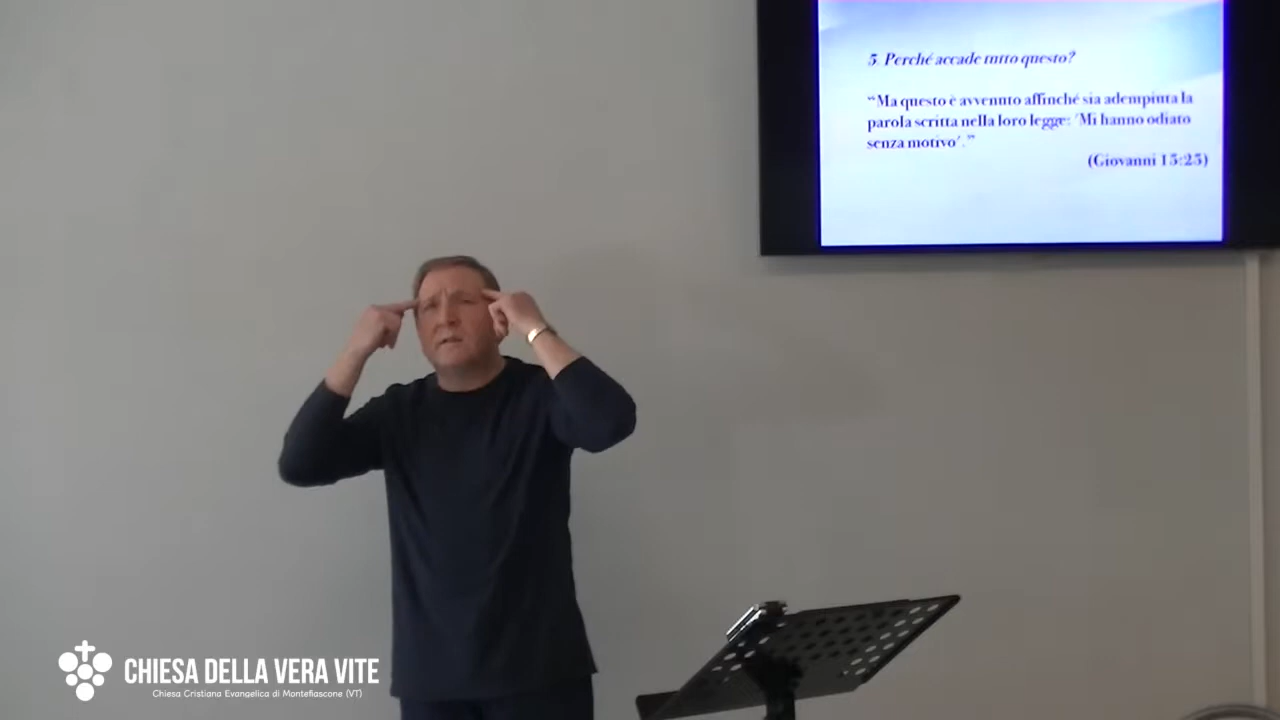 5. Perché accade tutto questo?
“Ma questo è avvenuto affinché sia adempiuta la
parola scritta nella loro legge: 'Mi hanno odiato
senza motivo'.”
(Giovanni 15:25)
CHIESA DELLA VERA VITE
Chiesa Cristiana Evangelica di Montefiascone (VT)